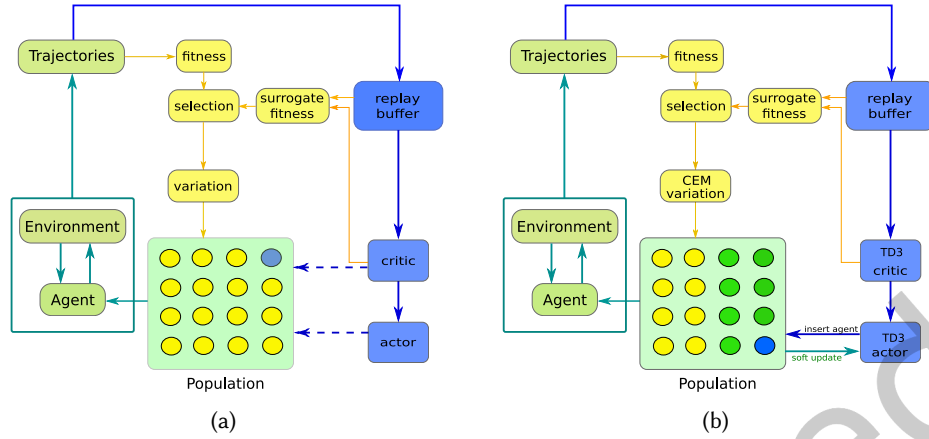 Trajectories
fitness
selection
surrogate
fitness
replay
buffer
variation
Environment
Agent
critic
actor
Population
(a)
Trajectories
fitness
selection
surrogate
fitness
replay
buffer
CEM
variation
Environment
Agent
TD3
critic
insert agent
soft update
TD3
actor
Population
(b)